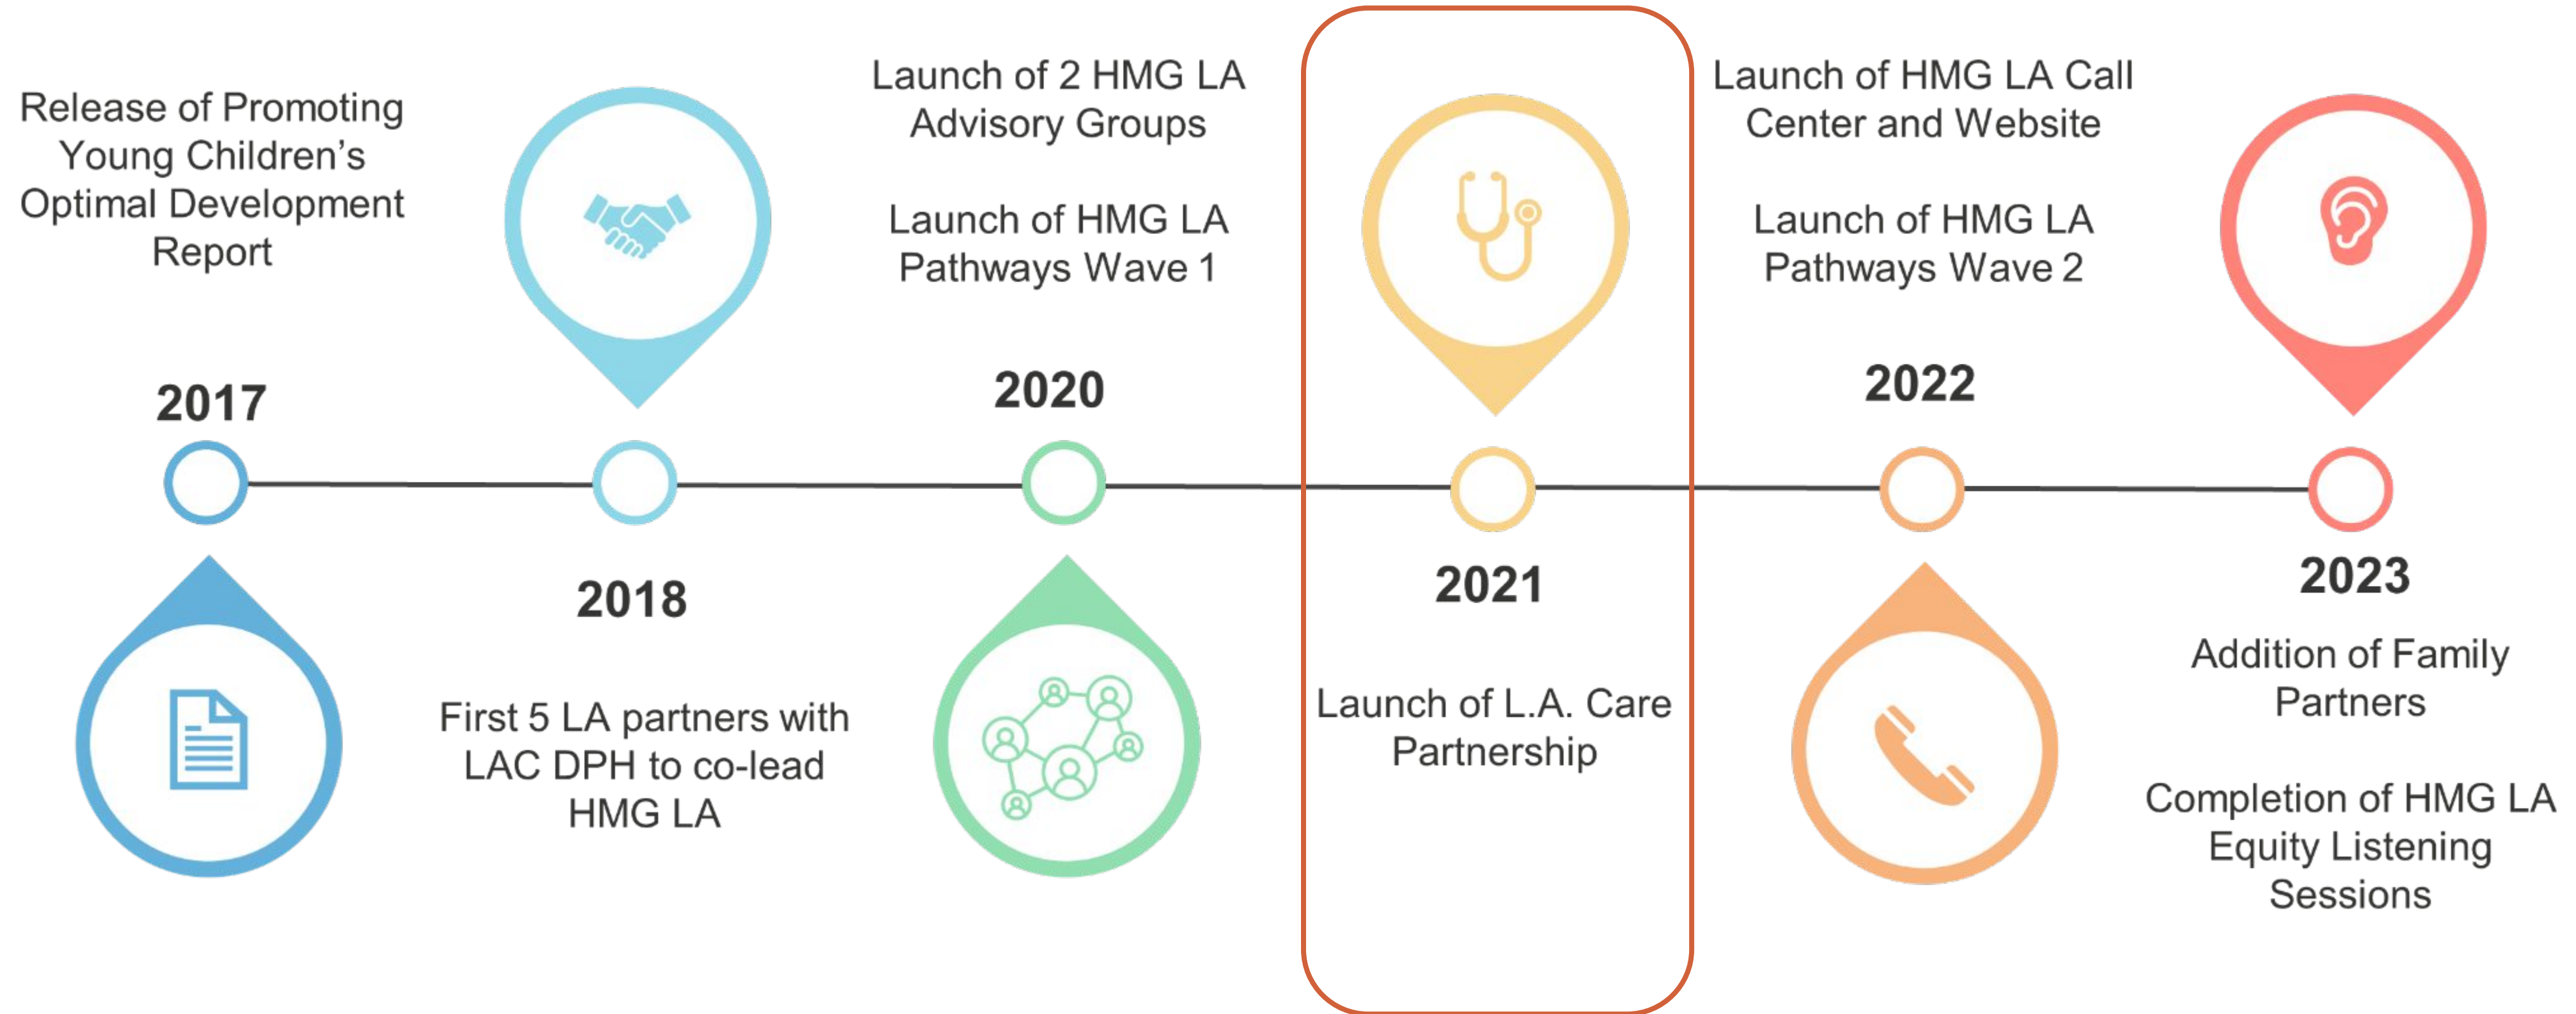 Release of Promoting
Young Children’s
Optimal Development
Report
2017
2018
First 5 LA partners with
LAC DPH to co-lead
HMG LA
Launch of 2 HMG LA
Advisory Groups
Launch of HMG LA
Pathways Wave 1
2020
2021
Launch of L.A. Care
Partnership
Launch of HMG LA Call
Center and Website
Launch of HMG LA
Pathways Wave 2
2022
2023
Addition of Family
Partners
Completion of HMG LA
Equity Listening
Sessions